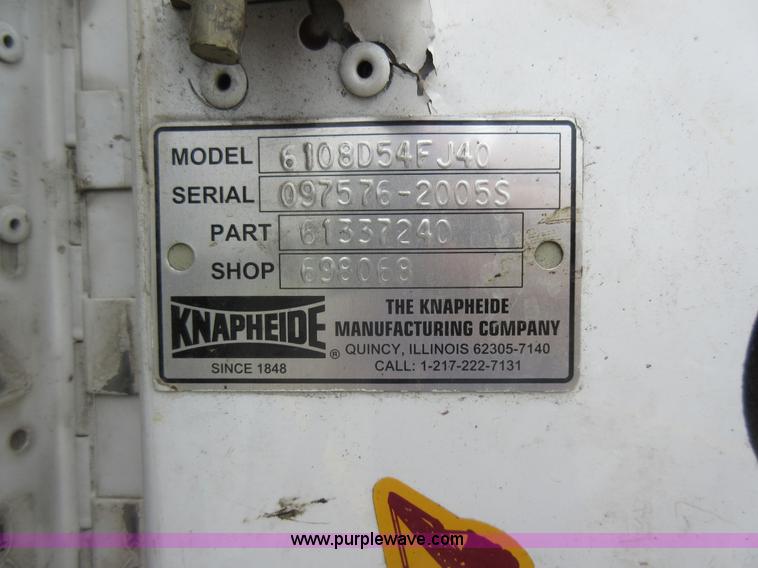 MODEL 6108D54FJ40
SERIAL 097576-2005S
PART 61337240
SHOP 698068
KNAPHEIDE ®
SINCE 1848
THE KNAPHEIDE
MANUFACTURING COMPANY
QUINCY, ILLINOIS 62305-7140
CALL: 1-217-222-7131
www.purplewave.com